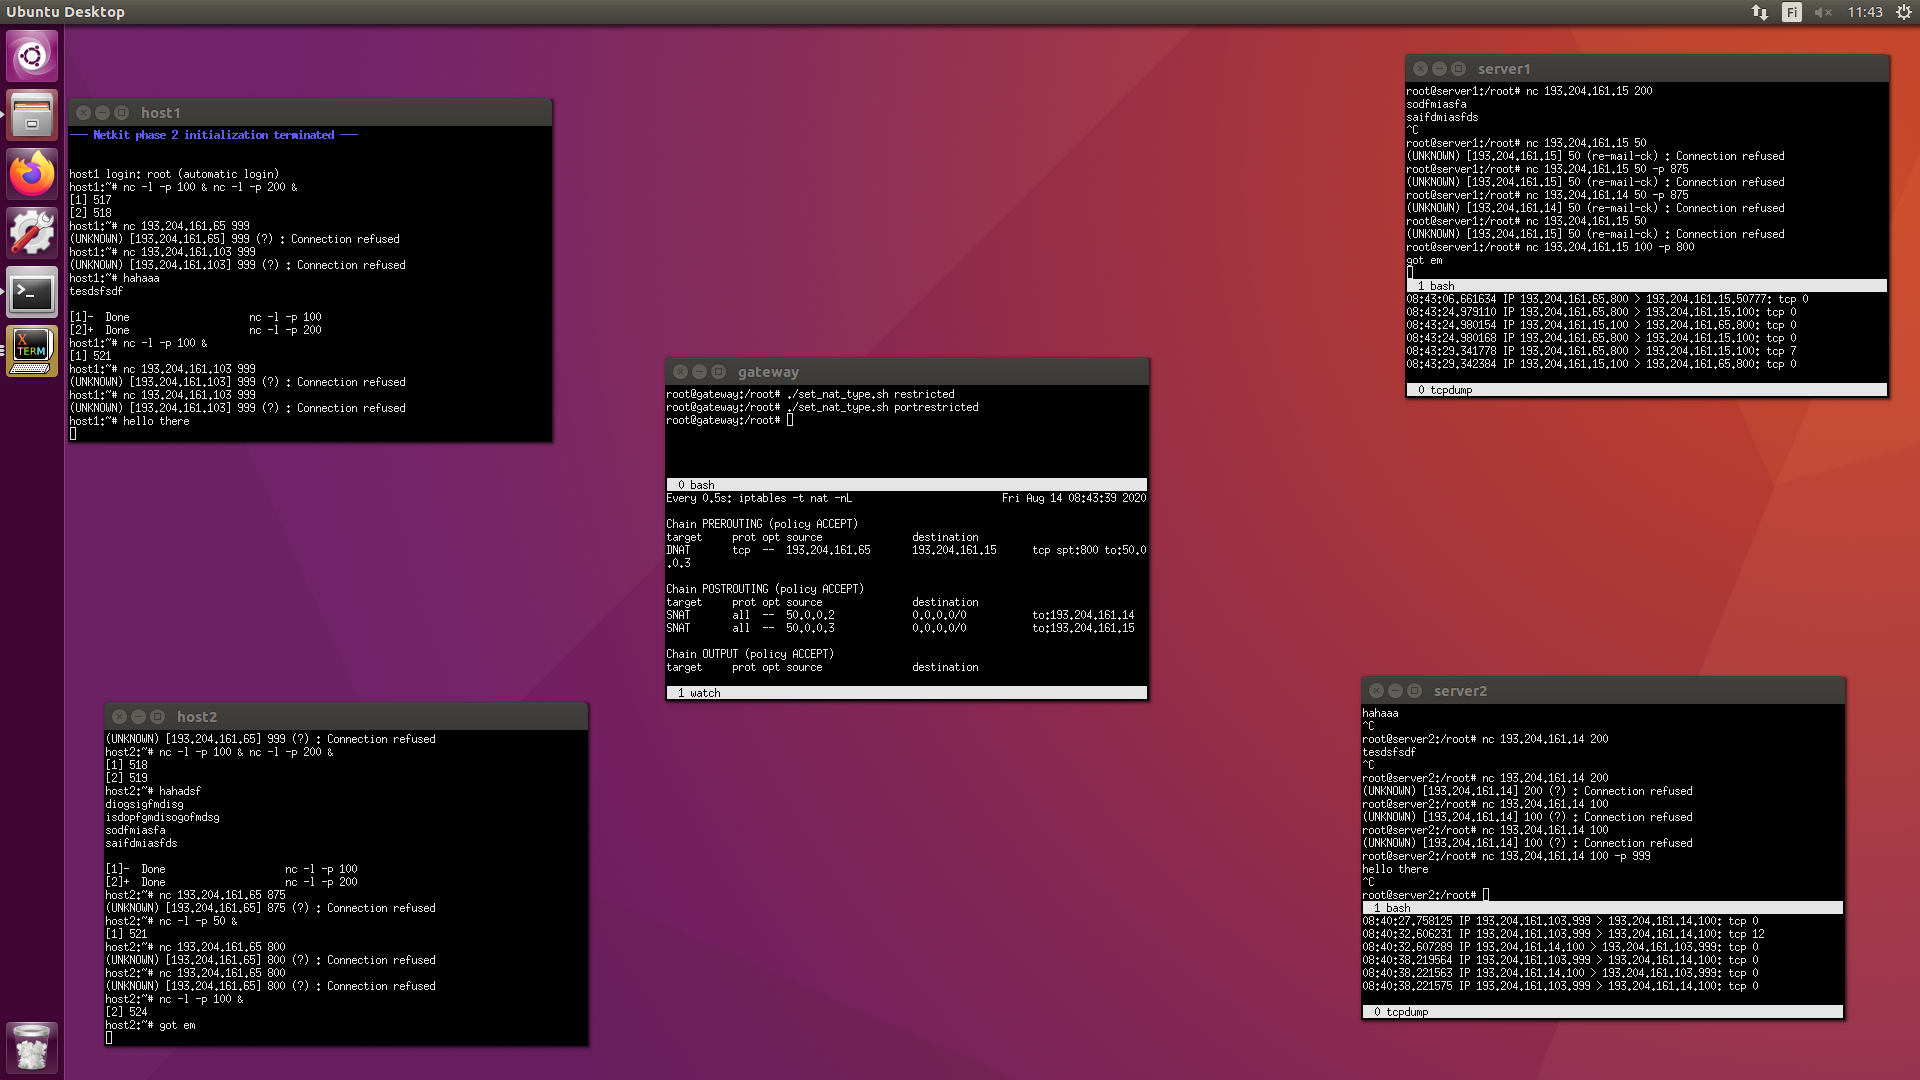 Ubuntu Desktop
Fi
11:43
host1
── Netkit phase 2 initialization terminated ──
host1 login: root (automatic login)
host1:~# nc -l -p 100 & nc -l -p 200 &
[1] 517
[2] 518
host1:~# nc 193.204.161.65 999
(UNKNOWN) [193.204.161.65] 999 (?) : Connection refused
host1:~# nc 193.204.161.103 999
(UNKNOWN) [193.204.161.103] 999 (?) : Connection refused
host1:~# hahaaa
tesdsfsdf
[1]-  Done                    nc -l -p 100
[2]+  Done                    nc -l -p 200
host1:~# nc -l -p 100 &
[1] 521
host1:~# nc 193.204.161.103 999
(UNKNOWN) [193.204.161.103] 999 (?) : Connection refused
host1:~# nc 193.204.161.103 999
(UNKNOWN) [193.204.161.103] 999 (?) : Connection refused
host1:~# hello there
server1
root@server1:/root# nc 193.204.161.15 200
sodfmiasfa
saifdmiasfds
^C
root@server1:/root# nc 193.204.161.15 50
(UNKNOWN) [193.204.161.15] 50 (re-mail-ck) : Connection refused
root@server1:/root# nc 193.204.161.15 50 -p 875
(UNKNOWN) [193.204.161.15] 50 (re-mail-ck) : Connection refused
root@server1:/root# nc 193.204.161.14 50 -p 875
(UNKNOWN) [193.204.161.14] 50 (re-mail-ck) : Connection refused
root@server1:/root# nc 193.204.161.15 50
(UNKNOWN) [193.204.161.15] 50 (re-mail-ck) : Connection refused
root@server1:/root# nc 193.204.161.15 100 -p 800
got em
1 bash
08:43:06.661634 IP 193.204.161.65.800 > 193.204.161.15.50777: tcp 0
08:43:24.979110 IP 193.204.161.65.800 > 193.204.161.15.100: tcp 0
08:43:24.980154 IP 193.204.161.15.100 > 193.204.161.65.800: tcp 0
08:43:24.980168 IP 193.204.161.65.800 > 193.204.161.15.100: tcp 0
08:43:29.341778 IP 193.204.161.65.800 > 193.204.161.15.100: tcp 7
08:43:29.342384 IP 193.204.161.15.100 > 193.204.161.65.800: tcp 0
0 tcpdump
X
TERM
gateway
root@gateway:/root# ./set_nat_type.sh restricted
root@gateway:/root# ./set_nat_type.sh portrestricted
root@gateway:/root#
0 bash
Every 0.5s: iptables -t nat -nL                         Fri Aug 14 08:43:39 2020
Chain PREROUTING (policy ACCEPT)
target     prot opt source               destination
DNAT       tcp  --  193.204.161.65       193.204.161.15      tcp spt:800 to:50.0
.0.3
Chain POSTROUTING (policy ACCEPT)
target     prot opt source               destination
SNAT       all  --  50.0.0.2             0.0.0.0/0           to:193.204.161.14
SNAT       all  --  50.0.0.3             0.0.0.0/0           to:193.204.161.15
Chain OUTPUT (policy ACCEPT)
target     prot opt source               destination
1 watch
host2
(UNKNOWN) [193.204.161.65] 999 (?) : Connection refused
host2:~# nc -l -p 100 & nc -l -p 200 &
[1] 518
[2] 519
host2:~# hahadsf
diogsigfmdisg
isdopfgmdisogofmdsg
sodfmiasfa
saifdmiasfds
[1]-  Done                    nc -l -p 100
[2]+  Done                    nc -l -p 200
host2:~# nc 193.204.161.65 875
(UNKNOWN) [193.204.161.65] 875 (?) : Connection refused
host2:~# nc -l -p 50 &
[1] 521
host2:~# nc 193.204.161.65 800
(UNKNOWN) [193.204.161.65] 800 (?) : Connection refused
host2:~# nc 193.204.161.65 800
(UNKNOWN) [193.204.161.65] 800 (?) : Connection refused
host2:~# nc -l -p 100 &
[2] 524
host2:~# got em
server2
hahaaa
^C
root@server2:/root# nc 193.204.161.14 200
tesdsfsdf
^C
root@server2:/root# nc 193.204.161.14 200
(UNKNOWN) [193.204.161.14] 200 (?) : Connection refused
root@server2:/root# nc 193.204.161.14 100
(UNKNOWN) [193.204.161.14] 100 (?) : Connection refused
root@server2:/root# nc 193.204.161.14 100
(UNKNOWN) [193.204.161.14] 100 (?) : Connection refused
root@server2:/root# nc 193.204.161.14 100 -p 999
hello there
^C
root@server2:/root#
1 bash
08:40:27.758125 IP 193.204.161.103.999 > 193.204.161.14.100: tcp 0
08:40:32.606231 IP 193.204.161.103.999 > 193.204.161.14.100: tcp 12
08:40:32.607289 IP 193.204.161.14.100 > 193.204.161.103.999: tcp 0
08:40:38.219564 IP 193.204.161.103.999 > 193.204.161.14.100: tcp 0
08:40:38.221563 IP 193.204.161.14.100 > 193.204.161.103.999: tcp 0
08:40:38.221575 IP 193.204.161.103.999 > 193.204.161.14.100: tcp 0
0 tcpdump